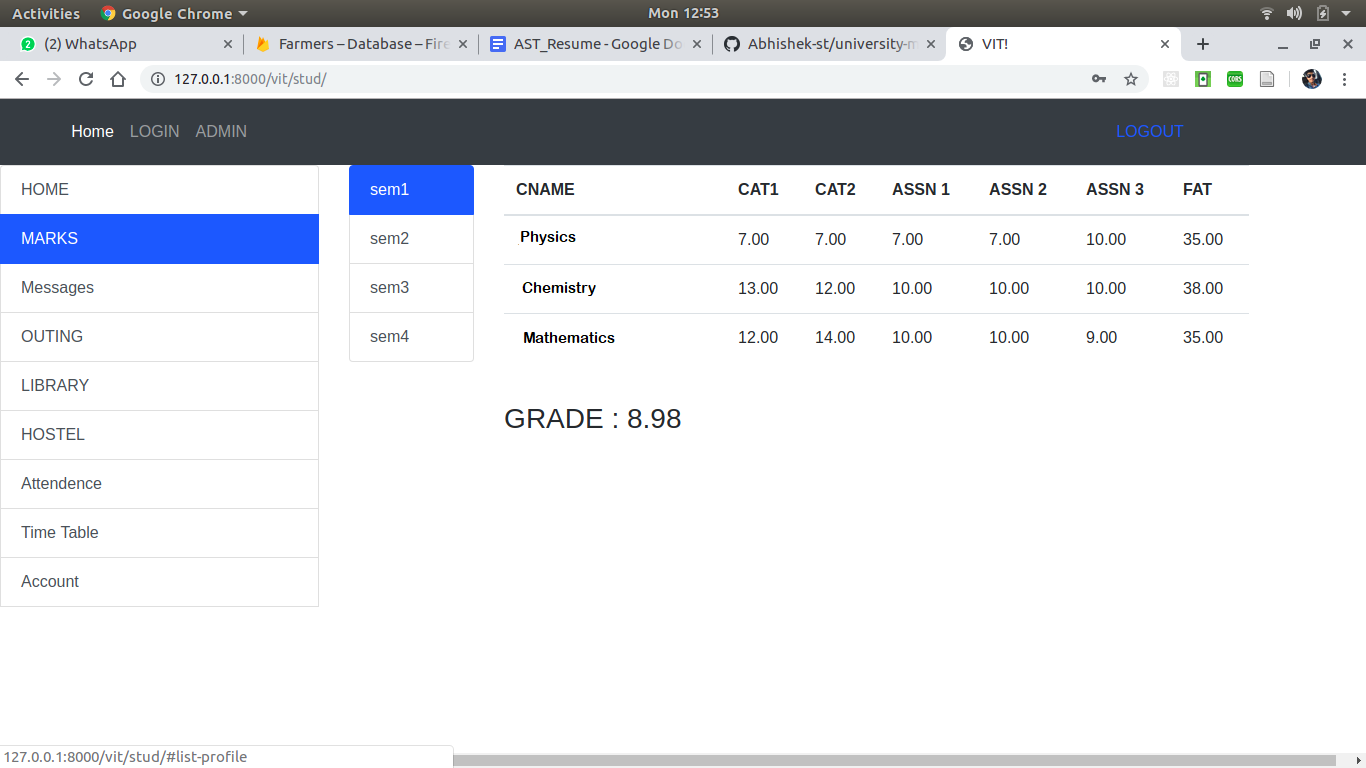 Activities Google Chrome Mon 12:53
(2) WhatsApp Farmers – Database – Fire AST_Resume - Google Do Abhishek-st/university-m VIT!
127.0.0.1:8000/vit/stud/ CORS
Home LOGIN ADMIN LOGOUT
HOME
MARKS
Messages
OUTING
LIBRARY
HOSTEL
Attendence
Time Table
Account
sem1
sem2
sem3
sem4
CNAME CAT1 CAT2 ASSN 1 ASSN 2 ASSN 3 FAT
Physics 7.00 7.00 7.00 7.00 10.00 35.00
Chemistry 13.00 12.00 10.00 10.00 10.00 38.00
Mathematics 12.00 14.00 10.00 10.00 9.00 35.00
GRADE : 8.98
127.0.0.1:8000/vit/stud/#list-profile